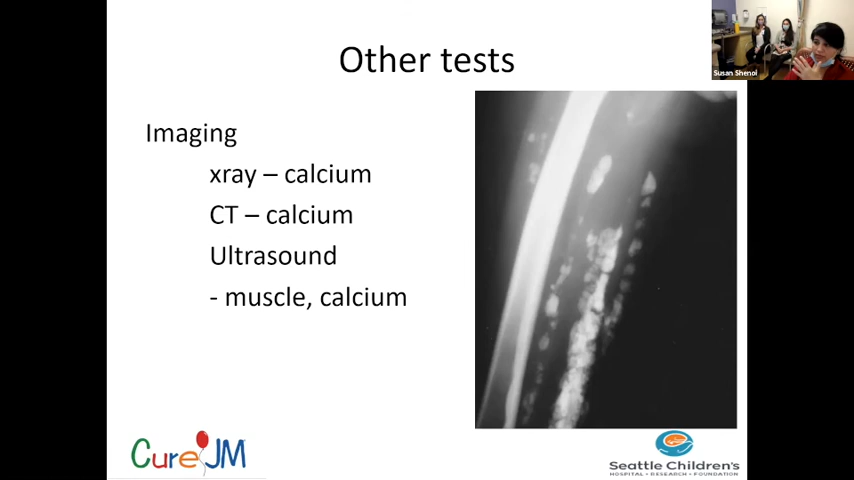 Other tests
Imaging
xray – calcium
CT – calcium
Ultrasound
- muscle, calcium
Susan Shenoi
CureJM
Seattle Children's
HOSPITAL • RESEARCH • FOUNDATION